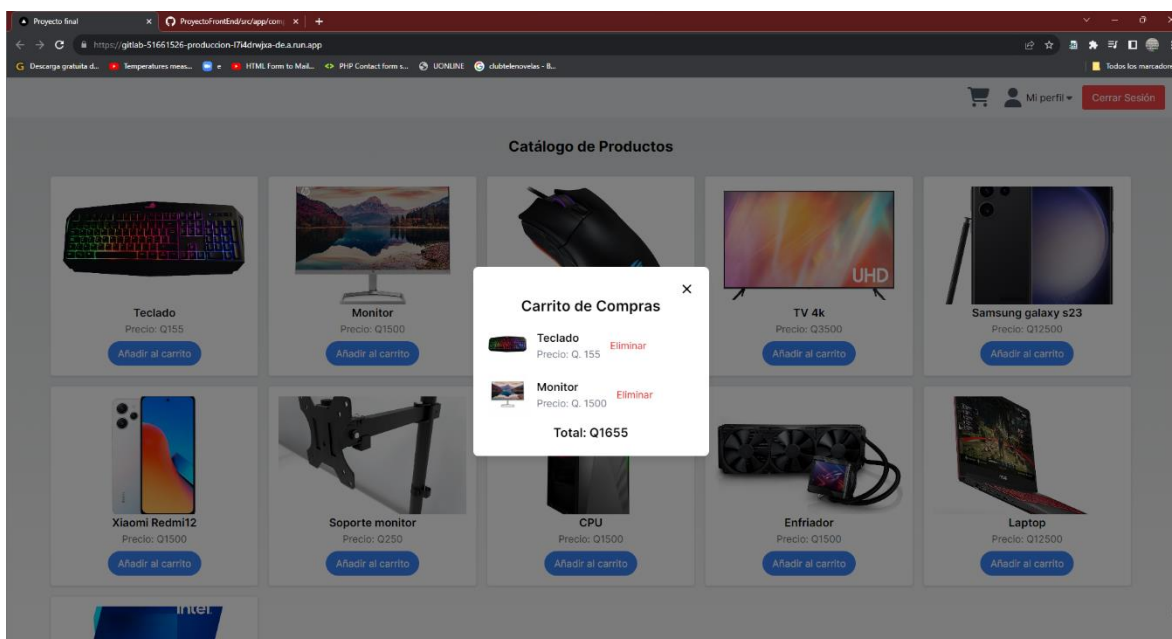 Proyecto final
ProyectoFrontEnd/src/app/com
https://gitlab-51661526-produccion-l7i4drwjxa-de.a.run.app
Descarga gratuita d...
Temperatures meas...
e
HTML Form to Mail...
PHP Contact form s...
UONLINE
clubtelenovelas - B...
Todos los marcadores
Mi perfil
Cerrar Sesión
Catálogo de Productos
Teclado
Precio: Q155
Añadir al carrito
Monitor
Precio: Q1500
Añadir al carrito
UHD
TV 4k
Precio: Q3500
Añadir al carrito
Samsung galaxy s23
Precio: Q12500
Añadir al carrito
Carrito de Compras
Teclado
Precio: Q. 155
Eliminar
Monitor
Precio: Q. 1500
Eliminar
Total: Q1655
Xiaomi Redmi12
Precio: Q1500
Añadir al carrito
Soporte monitor
Precio: Q250
Añadir al carrito
CPU
Precio: Q1500
Añadir al carrito
Enfriador
Precio: Q1500
Añadir al carrito
Laptop
Precio: Q12500
Añadir al carrito
intel